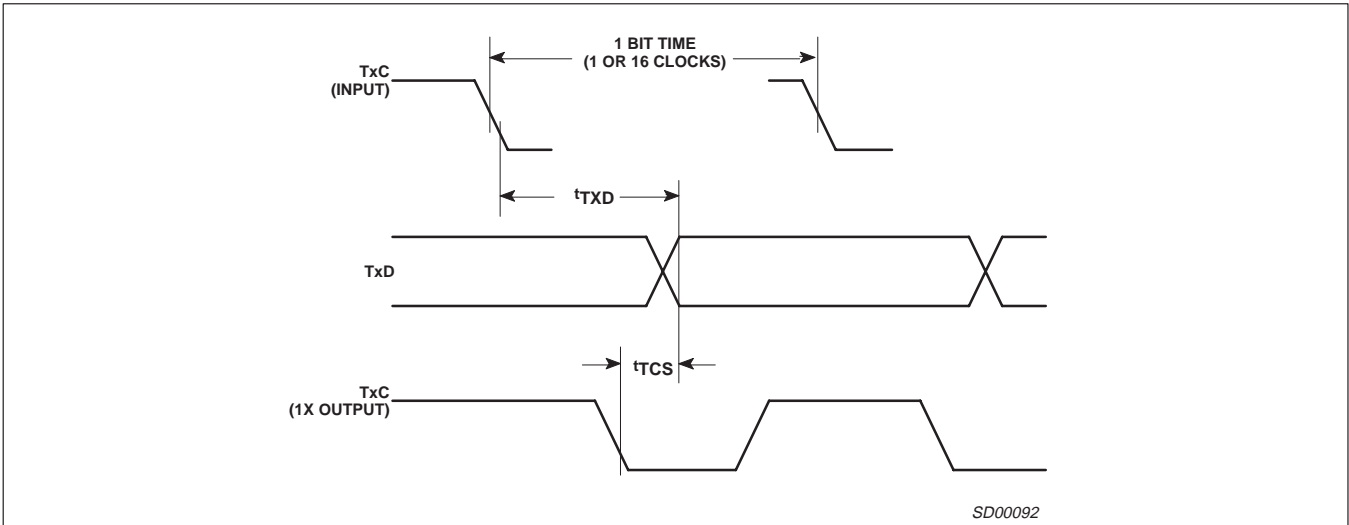 1 BIT TIME
(1 OR 16 CLOCKS)
TxC
(INPUT)
tTXD
TxD
tTCS
TxC
(1X OUTPUT)
SD00092